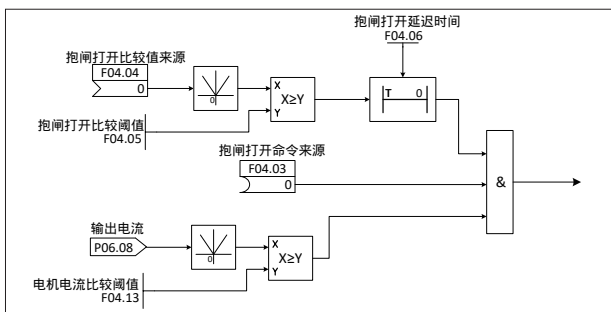 抱闸打开延迟时间
F04.06
抱闸打开比较值来源
F04.04
0
0
X
Y
X≥Y
T 0
抱闸打开比较阈值
F04.05
抱闸打开命令来源
F04.03
0
&
输出电流
P06.08
0
X
Y
X≥Y
电机电流比较阈值
F04.13